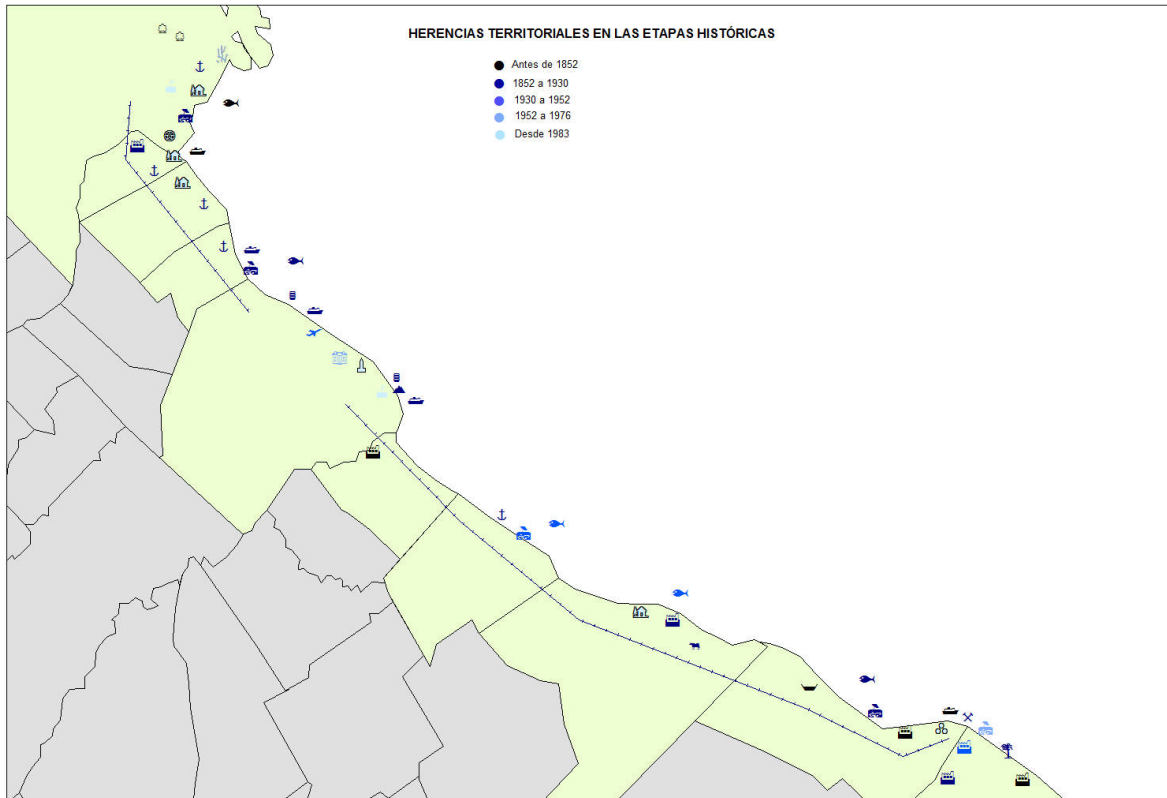 HERENCIAS TERRITORIALES EN LAS ETAPAS HISTÓRICAS
Antes de 1852
1852 a 1930
1930 a 1952
1952 a 1976
Desde 1983